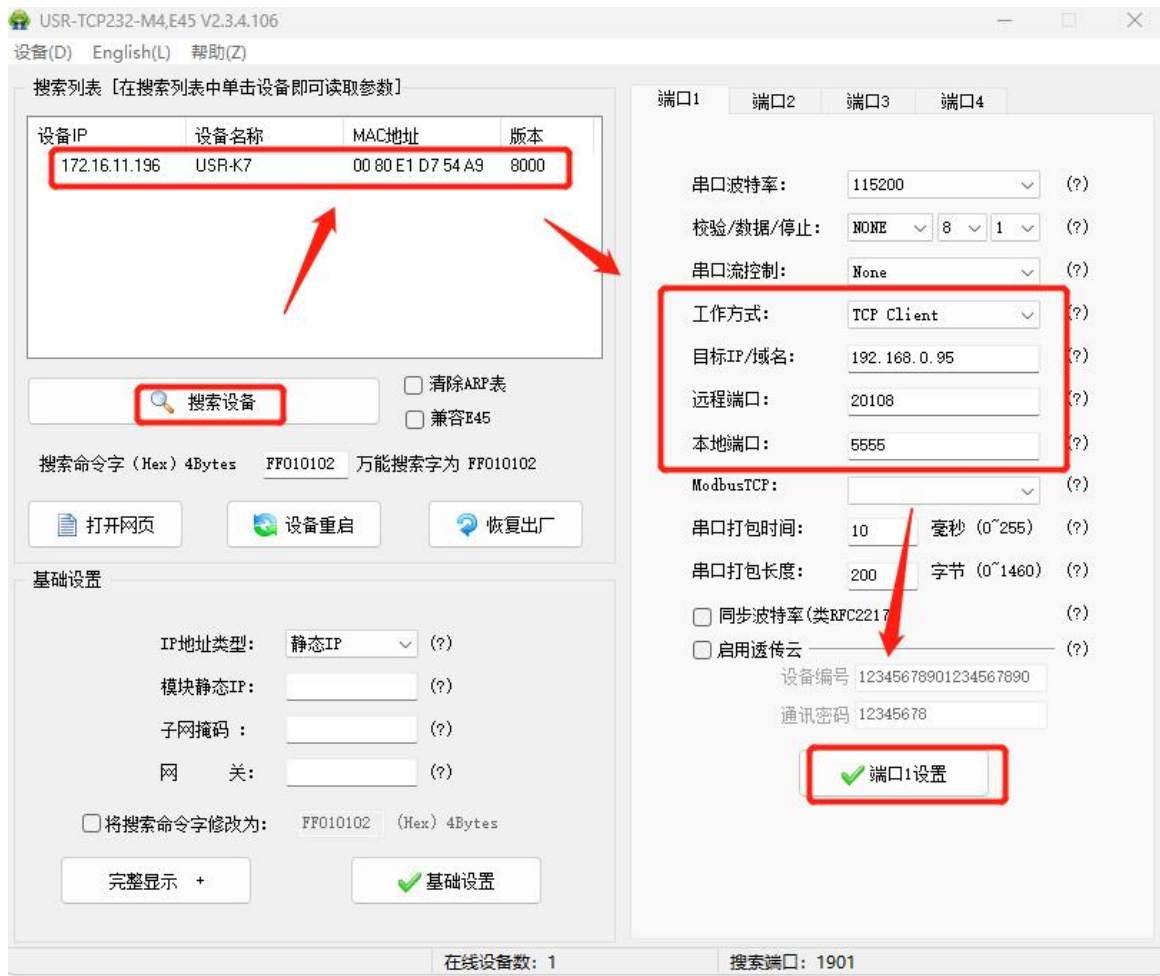 USR-TCP232-M4,E45 V2.3.4.106
设备(D) English(L) 帮助(Z)
搜索列表 [在搜索列表中单击设备即可读取参数]
设备IP 设备名称 MAC地址 版本
172.16.11.196 USR-K7 00 80 E1 D7 54 A9 8000
搜索设备
清除ARP表
兼容E45
搜索命令字(Hex)4Bytes FF010102 万能搜索字为 FF010102
打开网页 设备重启 恢复出厂
基础设置
IP地址类型: 静态IP (?)
模块静态IP: (?)
子网掩码 : (?)
网 关: (?)
将搜索命令字修改为: FF010102 (Hex) 4Bytes
完整显示 + 基础设置
端口1 端口2 端口3 端口4
串口波特率: 115200 (?)
校验/数据/停止: NONE 8 1 (?)
串口流控制: None (?)
工作方式: TCP Client (?)
目标IP/域名: 192.168.0.95 (?)
远程端口: 20108 (?)
本地端口: 5555 (?)
ModbusTCP: (?)
串口打包时间: 10 毫秒 (0~255) (?)
串口打包长度: 200 字节 (0~1460) (?)
同步波特率(类RFC2217 (?)
启用透传云 (?)
设备编号 12345678901234567890
通讯密码 12345678
端口1设置
在线设备数: 1 搜索端口: 1901